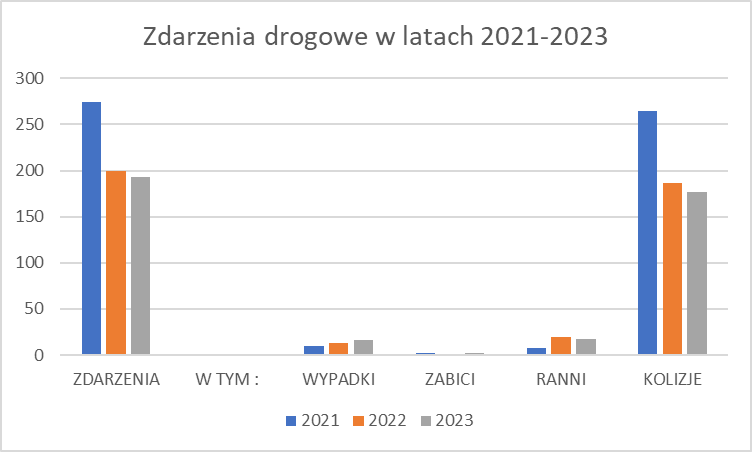 Zdarzenia drogowe w latach 2021-2023
300
250
200
150
100
50
0
ZDARZENIA W TYM : WYPADKI ZABICI RANNI KOLIZJE
2021 2022 2023